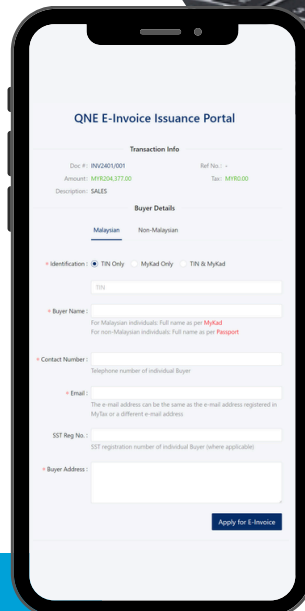 QNE E-Invoice Issuance Portal
Transaction Info
Doc #: INV2401/001 Ref No.: -
Amount: MYR204,377.00 Tax: MYR0.00
Description: SALES
Buyer Details
Malaysian Non-Malaysian
* Identification: TIN Only MyKad Only TIN & MyKad
TIN
* Buyer Name:
For Malaysian individuals: Full name as per MyKad
For non-Malaysian individuals: Full name as per Passport
* Contact Number:
Telephone number of individual Buyer
* Email:
The e-mail address can be the same as the e-mail address registered in
MyTax or a different e-mail address
SST Reg No.:
SST registration number of individual Buyer (where applicable)
* Buyer Address:
Apply for E-Invoice